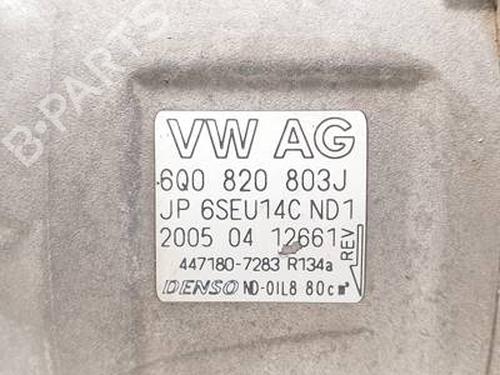 B-PARTS
VW AG
6Q0 820 803J
JP 6SEU14C ND1
2005 04 12661
REV
447180-7283 R134a
DENSO ND-OIL8 80cm³